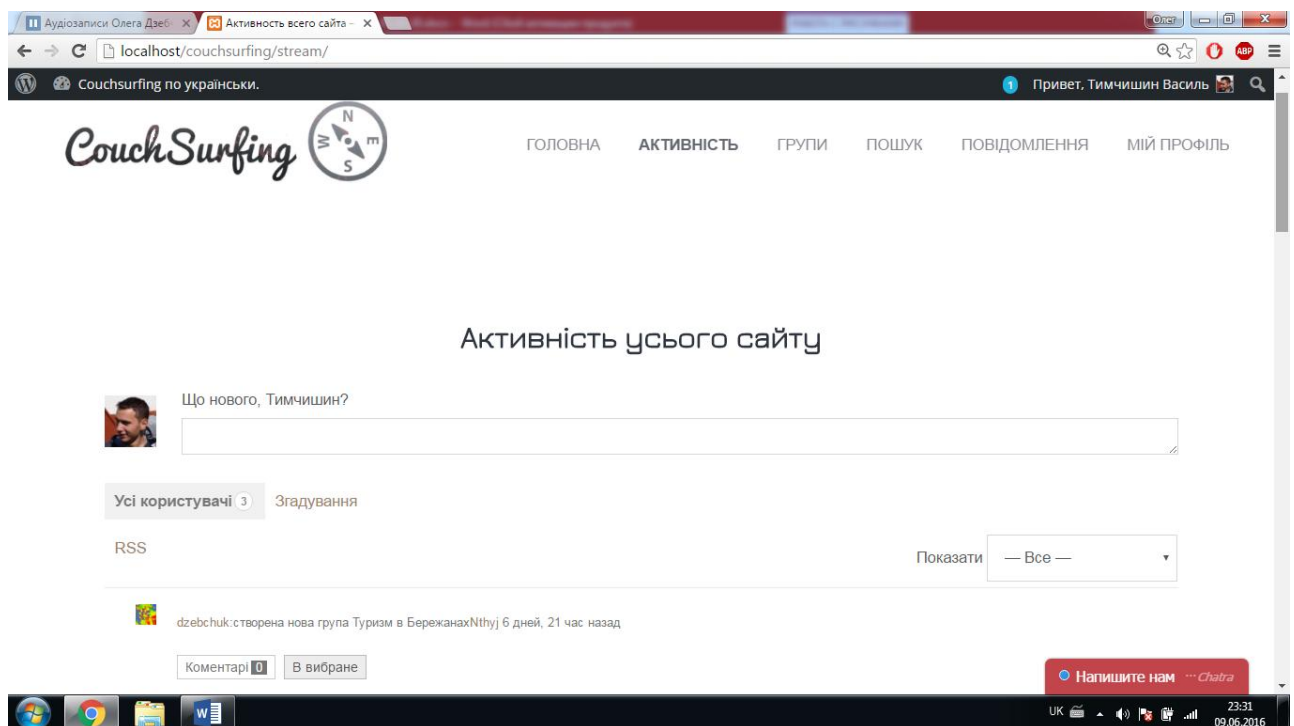 Аудіозаписи Олега Дзеб
Активность всего сайта –
Олег
localhost/couchsurfing/stream/
ABP
Couchsurfing по українськи.
1 Привет, Тимчишин Василь
CouchSurfing
N
E
S
W
ГОЛОВНА АКТИВНІСТЬ ГРУПИ ПОШУК ПОВІДОМЛЕННЯ МІЙ ПРОФІЛЬ
Активність усього сайту
Що нового, Тимчишин?
Усі користувачі 3 Згадування
RSS
Показати — Все —
dzebchuk:створена нова група Туризм в БережанахNthyj 6 дней, 21 час назад
Коментарі 0 В вибране
Напишите нам Chatra
UK
23:31
09.06.2016